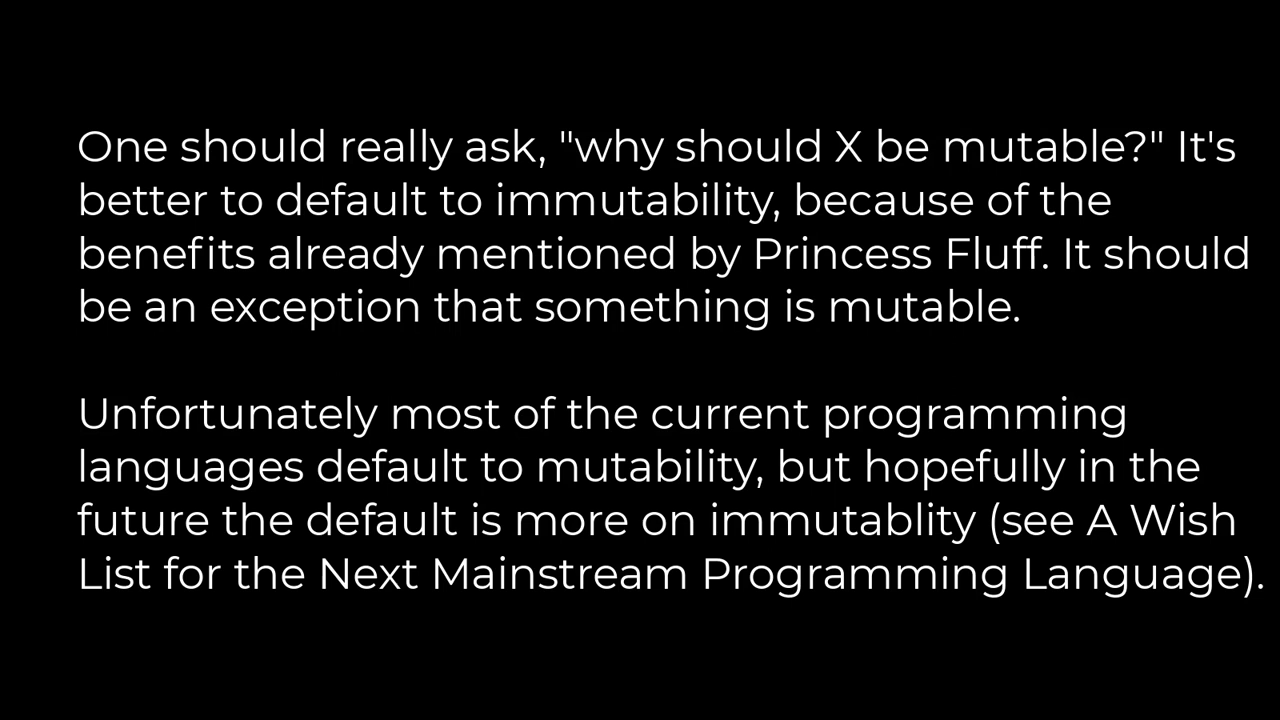 One should really ask, "why should X be mutable?" It's
better to default to immutability, because of the
benefits already mentioned by Princess Fluff. It should
be an exception that something is mutable.
Unfortunately most of the current programming
languages default to mutability, but hopefully in the
future the default is more on immutablity (see A Wish
List for the Next Mainstream Programming Language).